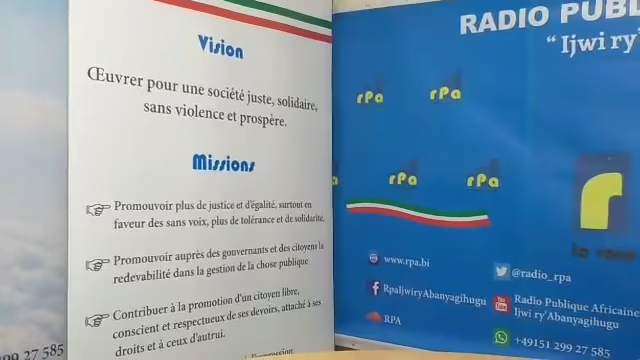 Vision
Œuvrer pour une société juste, solidaire,
sans violence et prospère.
Missions
Promouvoir plus de justice et d'égalité, surtout en
faveur des sans voix, plus de tolérance et de solidarité.
Promouvoir auprès des gouvernants et des citoyens la
redevabilité dans la gestion de la chose publique
Contribuer à la promotion d'un citoyen libre,
conscient et respectueux de ses devoirs, attaché à ses
droits et à ceux d'autrui.
299 27 585
RADIO PUBL
“ Ijwi ry'
rPa
rPa
rPa
rPa
r
www.rpa.bi
@radio_rpa
RpaIjwiryAbanyagihugu
Radio Publique Africaine
Ijwi ry'Abanyagihugu
RPA
+49151 299 27 585